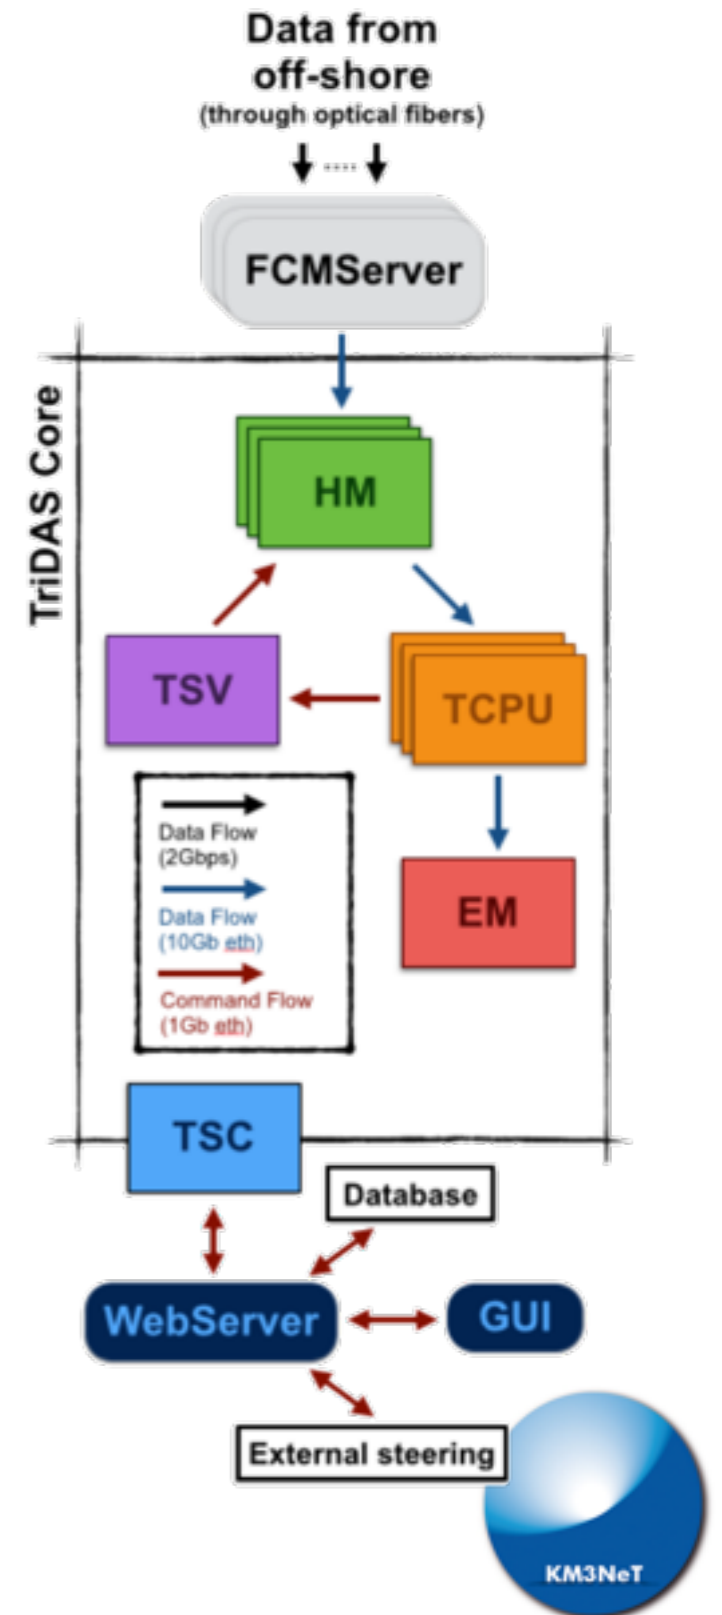 Data from
off-shore
(through optical fibers)
....
FCMServer
TriDAS Core
HM
TSV
TCPU
Data Flow
(2Gbps)
Data Flow
(10Gb eth)
Command Flow
(1Gb eth)
EM
TSC
Database
WebServer
GUI
External steering
KM3NeT